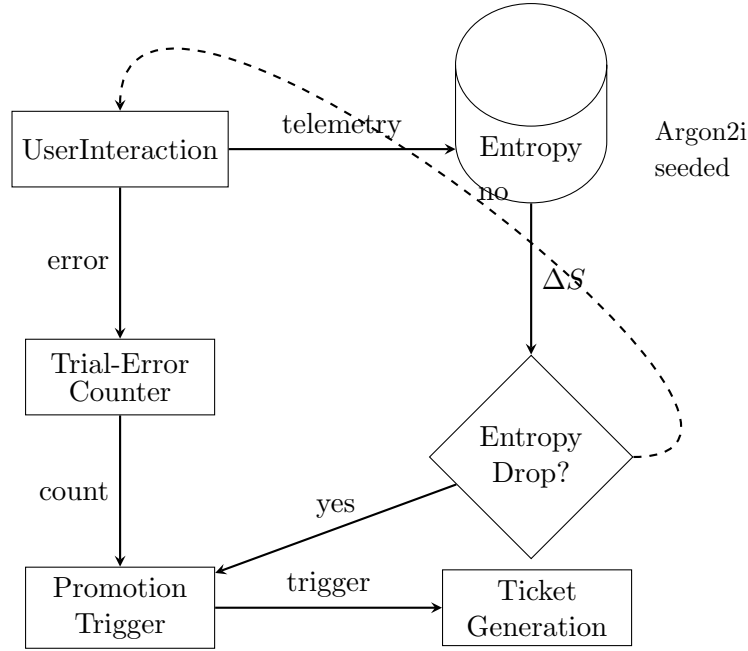 telemetry
UserInteraction
Entropy
Argon2i
seeded
no
error
ΔS
Trial-Error
Counter
Entropy
Drop?
count
yes
Promotion
Trigger
trigger
Ticket
Generation